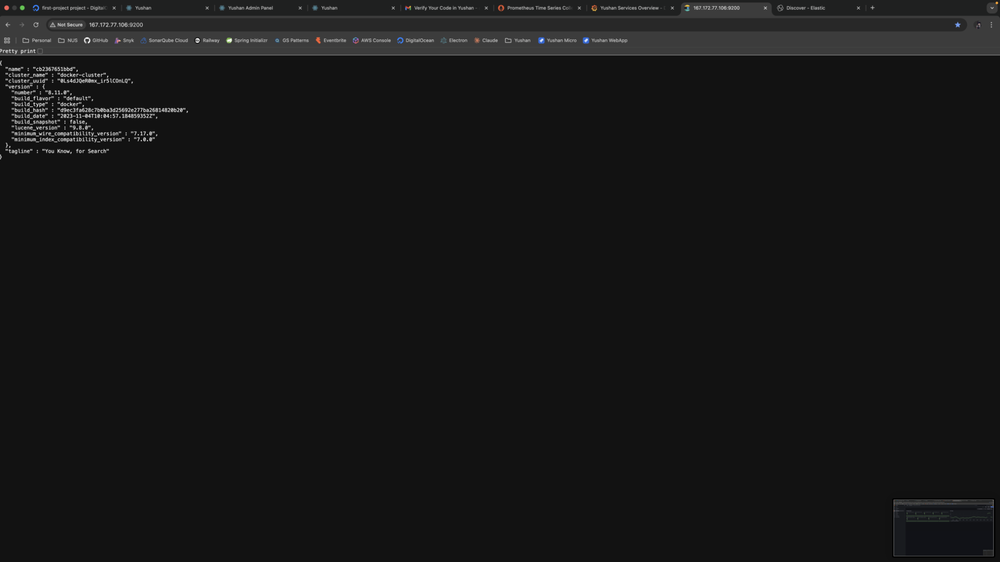 first-project project - DigitalC
Yushan
Yushan Admin Panel
Yushan
Verify Your Code in Yushan -
Prometheus Time Series Coll
Yushan Services Overview -
167.172.77.106:9200
Discover - Elastic
Not Secure
167.172.77.106:9200
Personal
NUS
GitHub
Snyk
SonarQube Cloud
Railway
Spring Initializr
GS Patterns
Eventbrite
AWS Console
DigitalOcean
Electron
Claude
Yushan
Yushan Micro
Yushan WebApp
Pretty print
{
"name" : "cb2367651bbd",
"cluster_name" : "docker-cluster",
"cluster_uuid" : "0Ls4dJQeR0mx_ir5lCOnLQ",
"version" : {
"number" : "8.11.0",
"build_flavor" : "default",
"build_type" : "docker",
"build_hash" : "d9ec3fa628c7b0ba3d25692e277ba26814820b20",
"build_date" : "2023-11-04T10:04:57.184859352Z",
"build_snapshot" : false,
"lucene_version" : "9.8.0",
"minimum_wire_compatibility_version" : "7.17.0",
"minimum_index_compatibility_version" : "7.0.0"
},
"tagline" : "You Know, for Search"
}